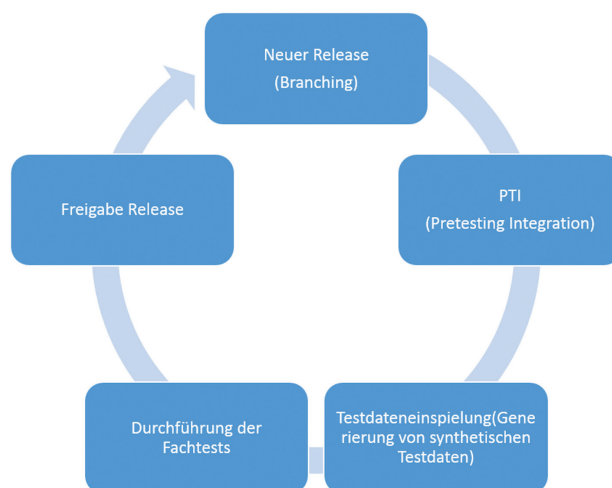 Neuer Release
(Branching)
PTI
(Pretesting Integration)
Testdateneinspielung(Gene
rierung von synthetischen
Testdaten)
Durchführung der
Fachtests
Freigabe Release